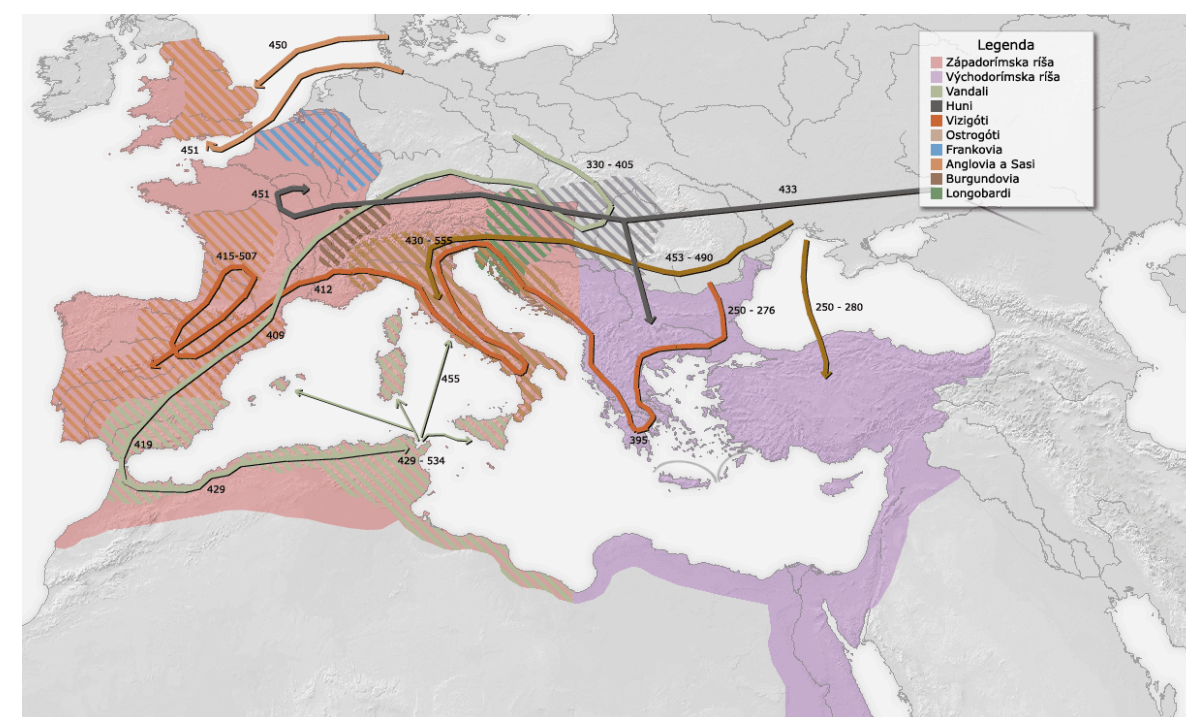 Legenda
Západorímska ríša
Východorímska ríša
Vandali
Huni
Vizigóti
Ostrogóti
Frankovia
Anglovia a Sasi
Burgundovia
Longobardi
450
451
330 - 405
433
451
415-507
430 - 555
453 - 490
412
250 - 276
250 - 280
409
455
419
395
429 - 534
429